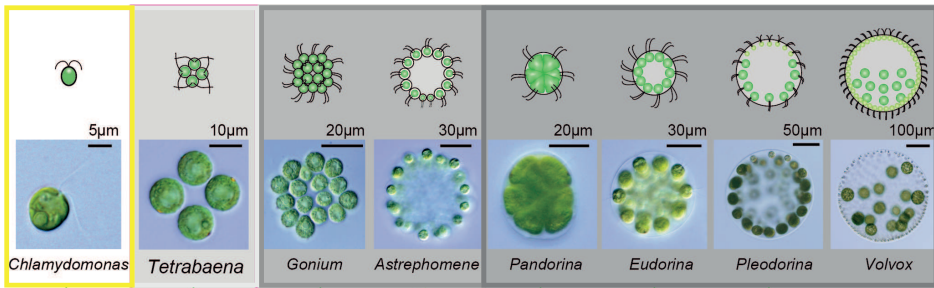 5µm
10µm
20µm
30µm
20µm
30µm
50µm
100µm
Chlamydomonas
Tetrabaena
Gonium
Astrephomene
Pandorina
Eudorina
Pleodorina
Volvox